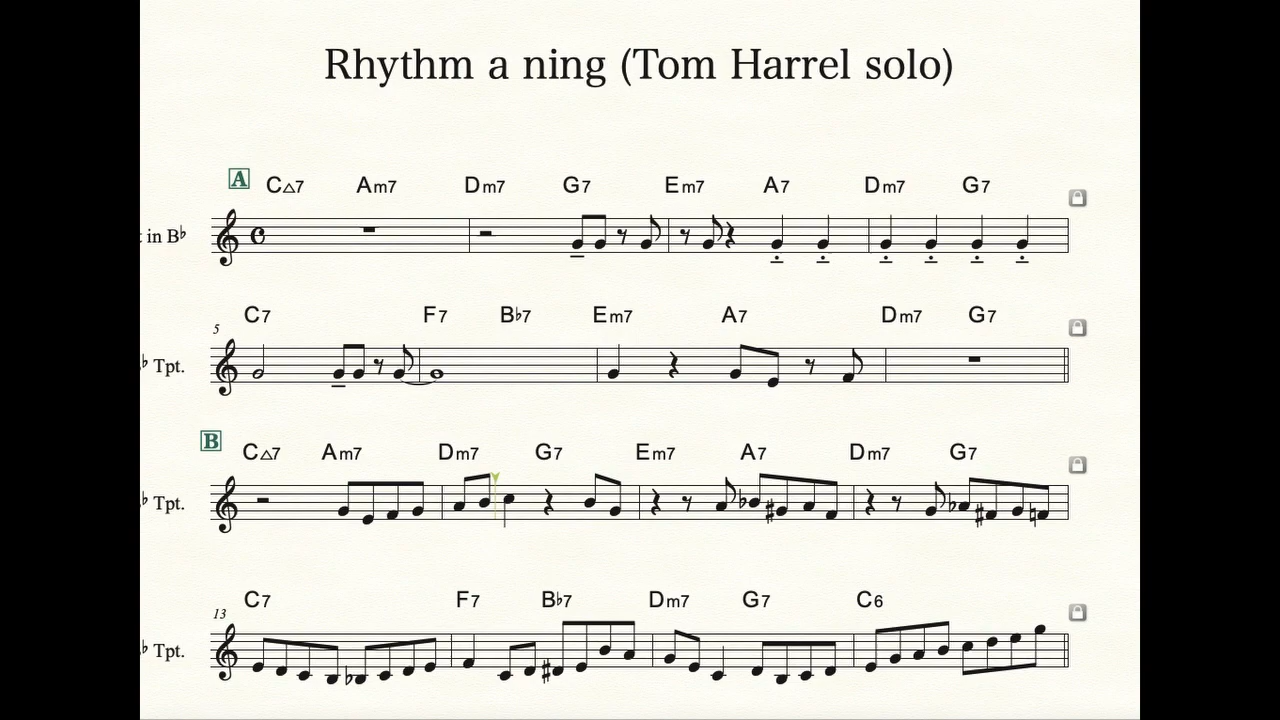 Rhythm a ning (Tom Harrel solo)
A C△7 Am7 Dm7 G7 Em7 A7 Dm7 G7
t in B♭
C7 F7 B♭7 Em7 A7 Dm7 G7
5
♭ Tpt.
B C△7 Am7 Dm7 G7 Em7 A7 Dm7 G7
♭ Tpt.
C7 F7 B♭7 Dm7 G7 C6
13
♭ Tpt.